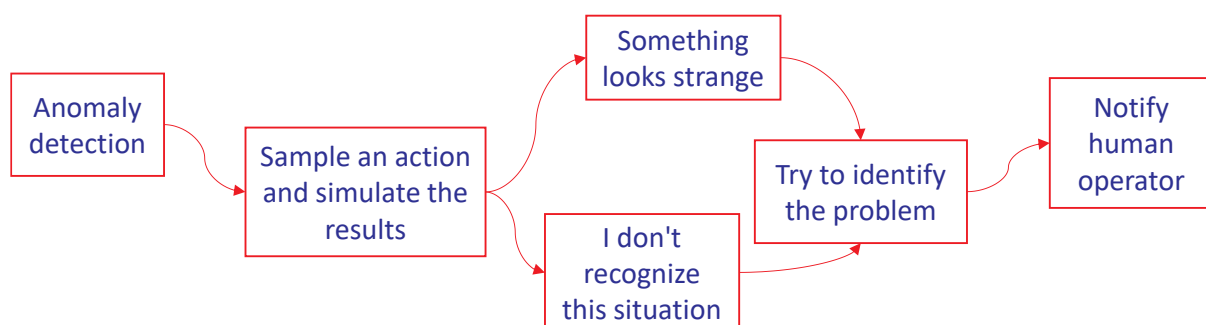 Anomaly
detection
Sample an action
and simulate the
results
Something
looks strange
I don't
recognize
this situation
Try to identify
the problem
Notify
human
operator